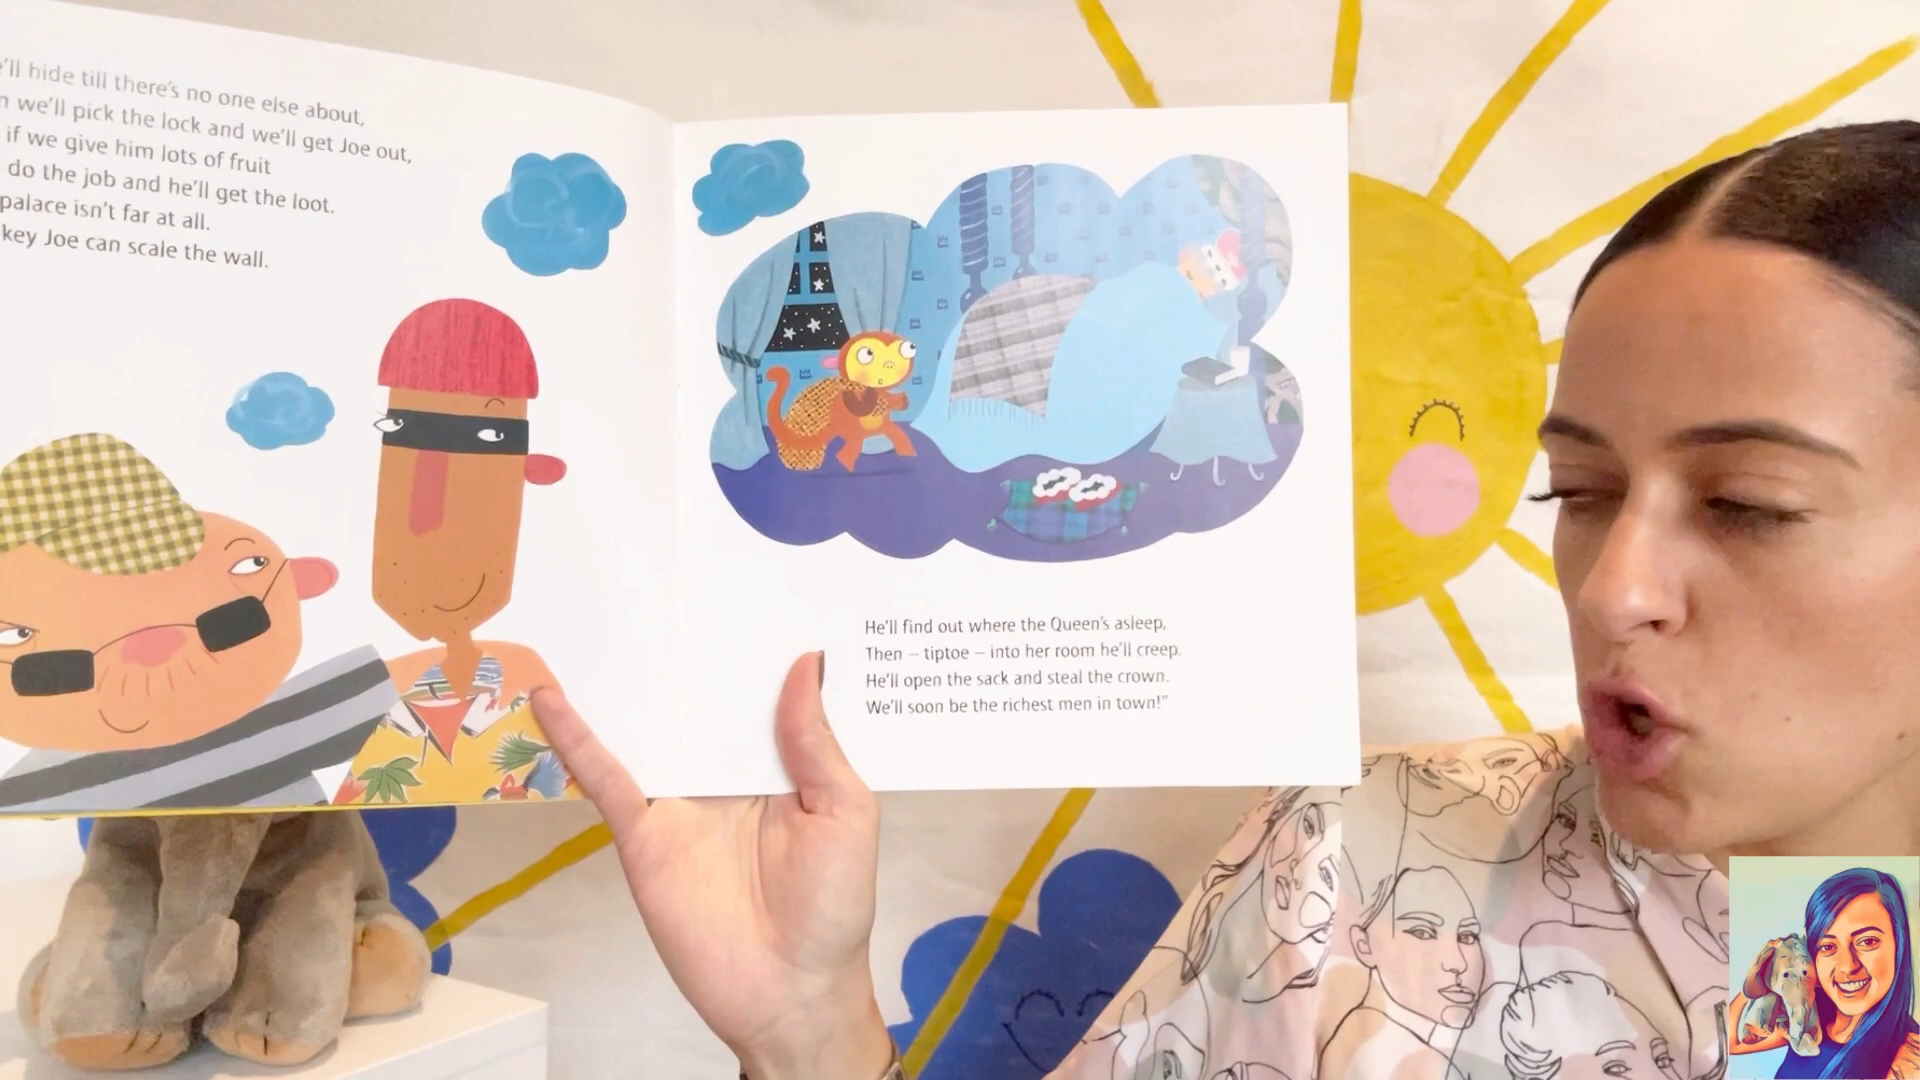 'll hide till there's no one else about,
we'll pick the lock and we'll get Joe out,
if we give him lots of fruit
do the job and he'll get the loot.
palace isn't far at all.
key Joe can scale the wall.
He'll find out where the Queen's asleep,
Then – tiptoe – into her room he'll creep.
He'll open the sack and steal the crown.
We'll soon be the richest men in town!"